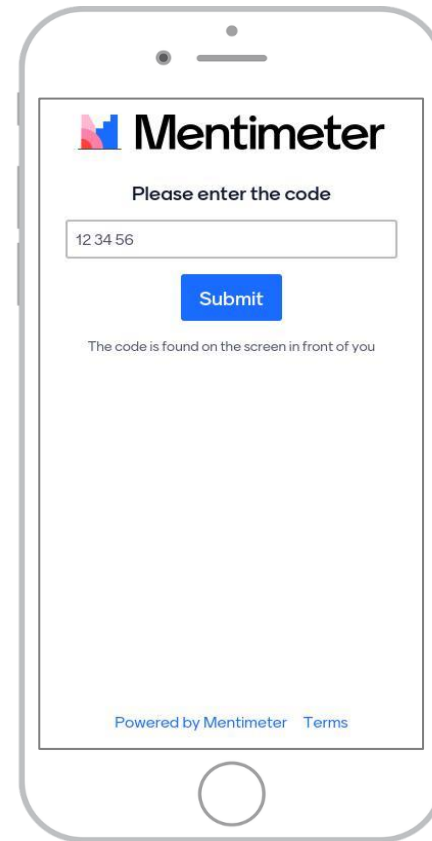 Mentimeter
Please enter the code
12 34 56
Submit
The code is found on the screen in front of you
Powered by Mentimeter Terms